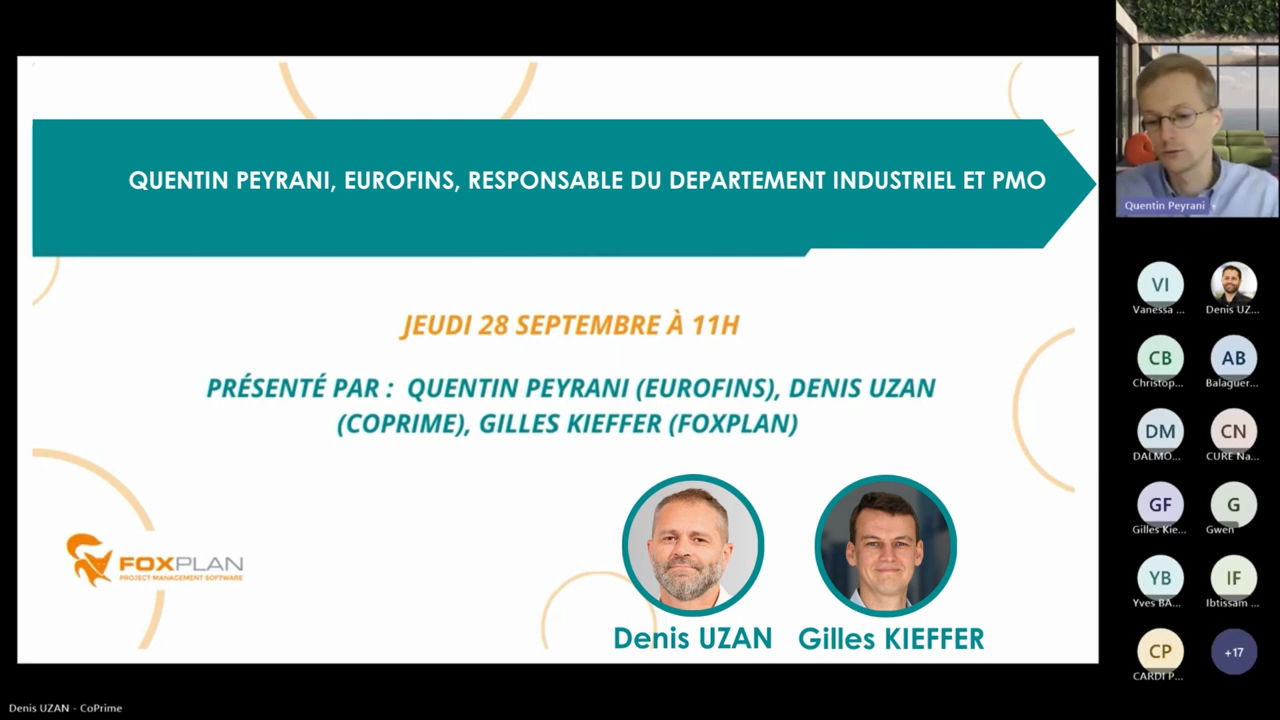 QUENTIN PEYRANI, EUROFINS, RESPONSABLE DU DEPARTEMENT INDUSTRIEL ET PMO
JEUDI 28 SEPTEMBRE À 11H
PRÉSENTÉ PAR : QUENTIN PEYRANI (EUROFINS), DENIS UZAN
(COPRIME), GILLES KIEFFER (FOXPLAN)
FOXPLAN
PROJECT MANAGEMENT SOFTWARE
Denis UZAN
Gilles KIEFFER
Quentin Peyrani
VI
Vanessa ...
Denis UZ...
CB
Christop...
AB
Balaguer...
DM
DALMO...
CN
CURE Na...
GF
Gilles Kie...
G
Gwen
YB
Yves BA...
IF
Ibtissam ...
CP
CARDI P...
+17
Denis UZAN - CoPrime